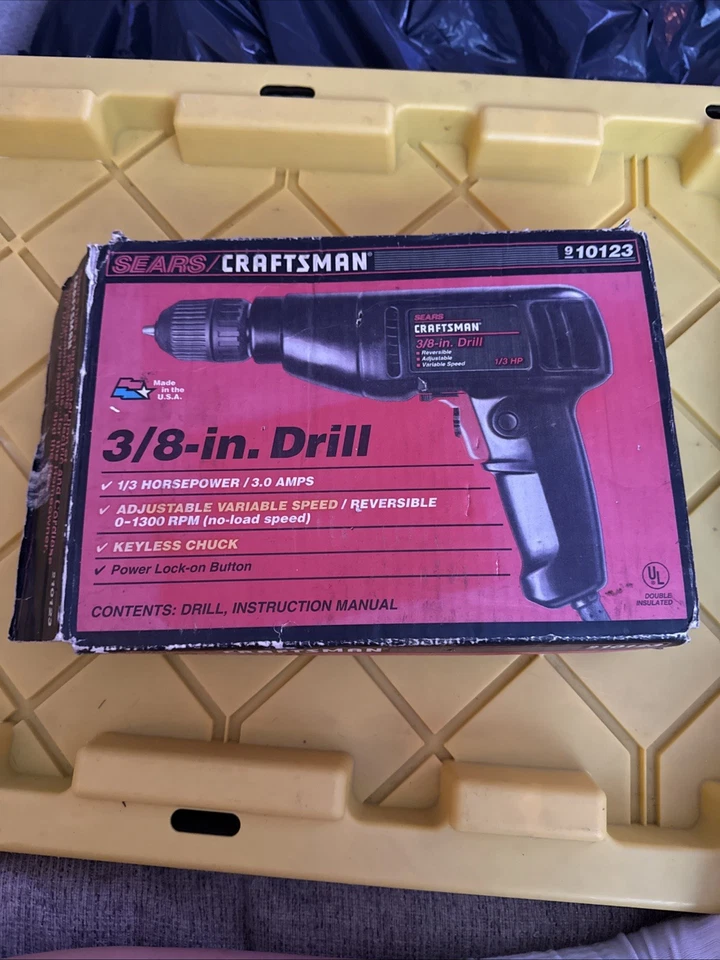 SEARS/CRAFTSMAN®
9 10123
SEARS
CRAFTSMAN
3/8-in. Drill
■ Reversible
■ Adjustable
■ Variable Speed
1/3 HP
Made
in the
U.S.A.
3/8-in. Drill
✓ 1/3 HORSEPOWER / 3.0 AMPS
✓ ADJUSTABLE VARIABLE SPEED / REVERSIBLE
0-1300 RPM (no-load speed)
✓ KEYLESS CHUCK
✓ Power Lock-on Button
CONTENTS: DRILL, INSTRUCTION MANUAL
UL
DOUBLE
INSULATED
CRAFTSMAN